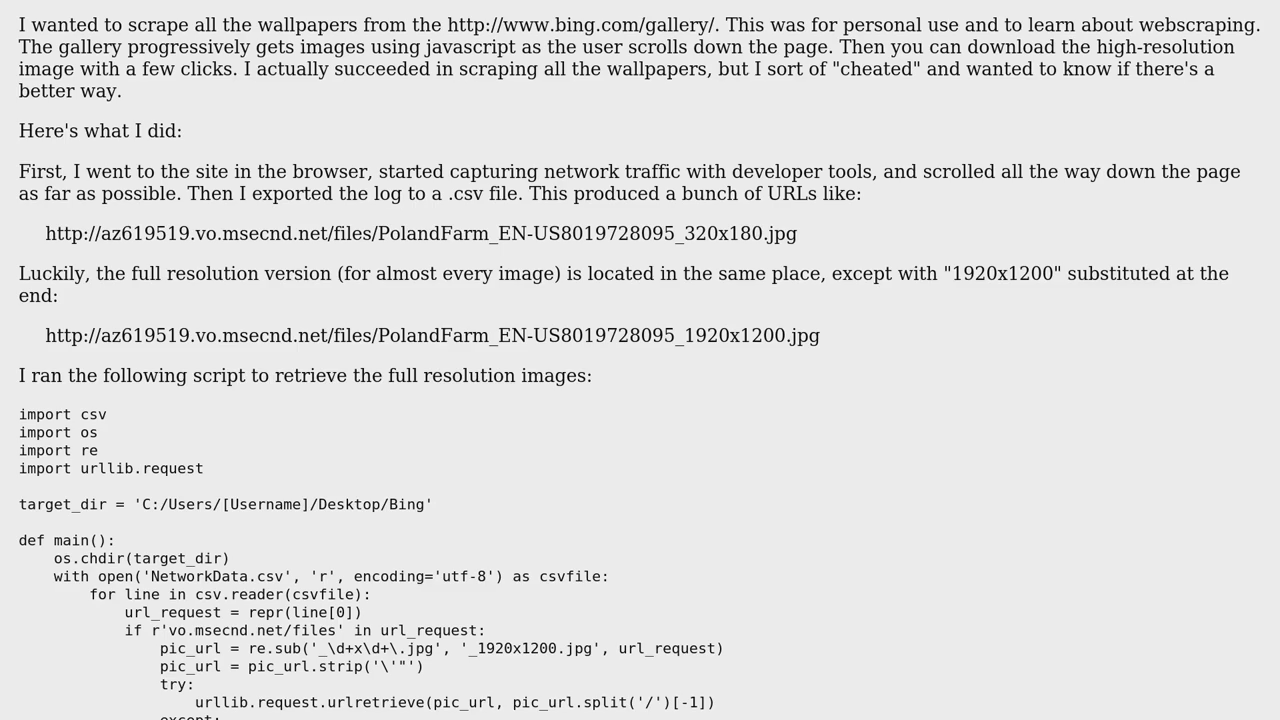 I wanted to scrape all the wallpapers from the http://www.bing.com/gallery/. This was for personal use and to learn about webscraping.
The gallery progressively gets images using javascript as the user scrolls down the page. Then you can download the high-resolution
image with a few clicks. I actually succeeded in scraping all the wallpapers, but I sort of "cheated" and wanted to know if there's a
better way.
Here's what I did:
First, I went to the site in the browser, started capturing network traffic with developer tools, and scrolled all the way down the page
as far as possible. Then I exported the log to a .csv file. This produced a bunch of URLs like:
http://az619519.vo.msecnd.net/files/PolandFarm_EN-US8019728095_320x180.jpg
Luckily, the full resolution version (for almost every image) is located in the same place, except with "1920x1200" substituted at the
end:
http://az619519.vo.msecnd.net/files/PolandFarm_EN-US8019728095_1920x1200.jpg
I ran the following script to retrieve the full resolution images:
import csv
import os
import re
import urllib.request
target_dir = 'C:/Users/[Username]/Desktop/Bing'
def main():
    os.chdir(target_dir)
    with open('NetworkData.csv', 'r', encoding='utf-8') as csvfile:
        for line in csv.reader(csvfile):
            url_request = repr(line[0])
            if r'vo.msecnd.net/files' in url_request:
                pic_url = re.sub('_\d+x\d+\.jpg', '_1920x1200.jpg', url_request)
                pic_url = pic_url.strip('\'"')
                try:
                    urllib.request.urlretrieve(pic_url, pic_url.split('/')[-1])
                except: